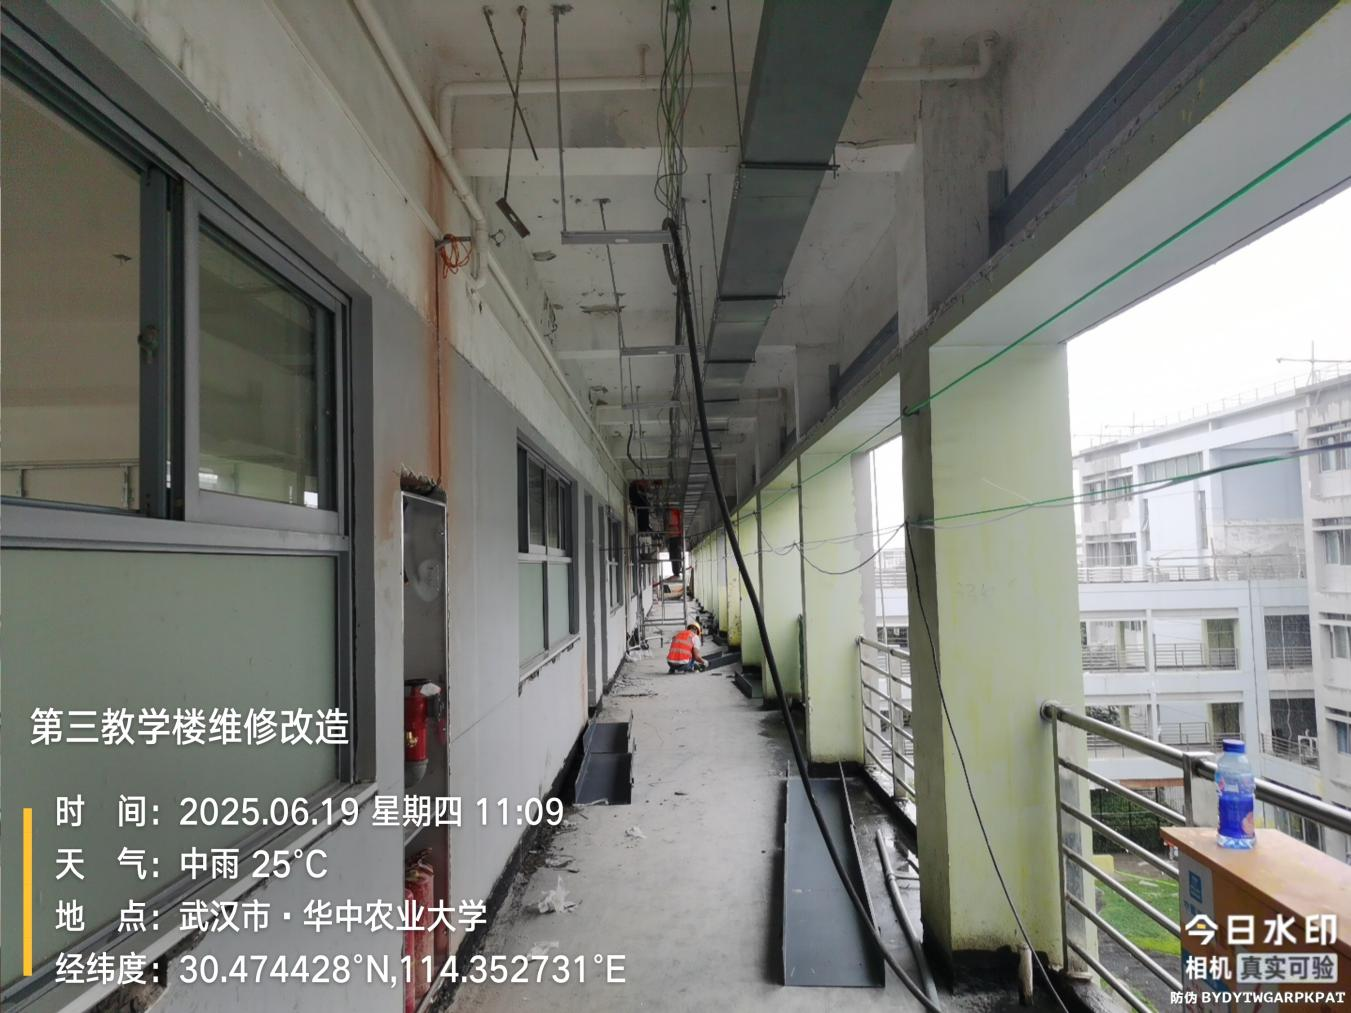 第三教学楼维修改造
时 间：2025.06.19 星期四 11:09
天 气：中雨 25°C
地 点：武汉市·华中农业大学
经纬度：30.474428°N,114.352731°E
今日水印
相机 真实可验
防伪 BYDYTWGARPKPAT